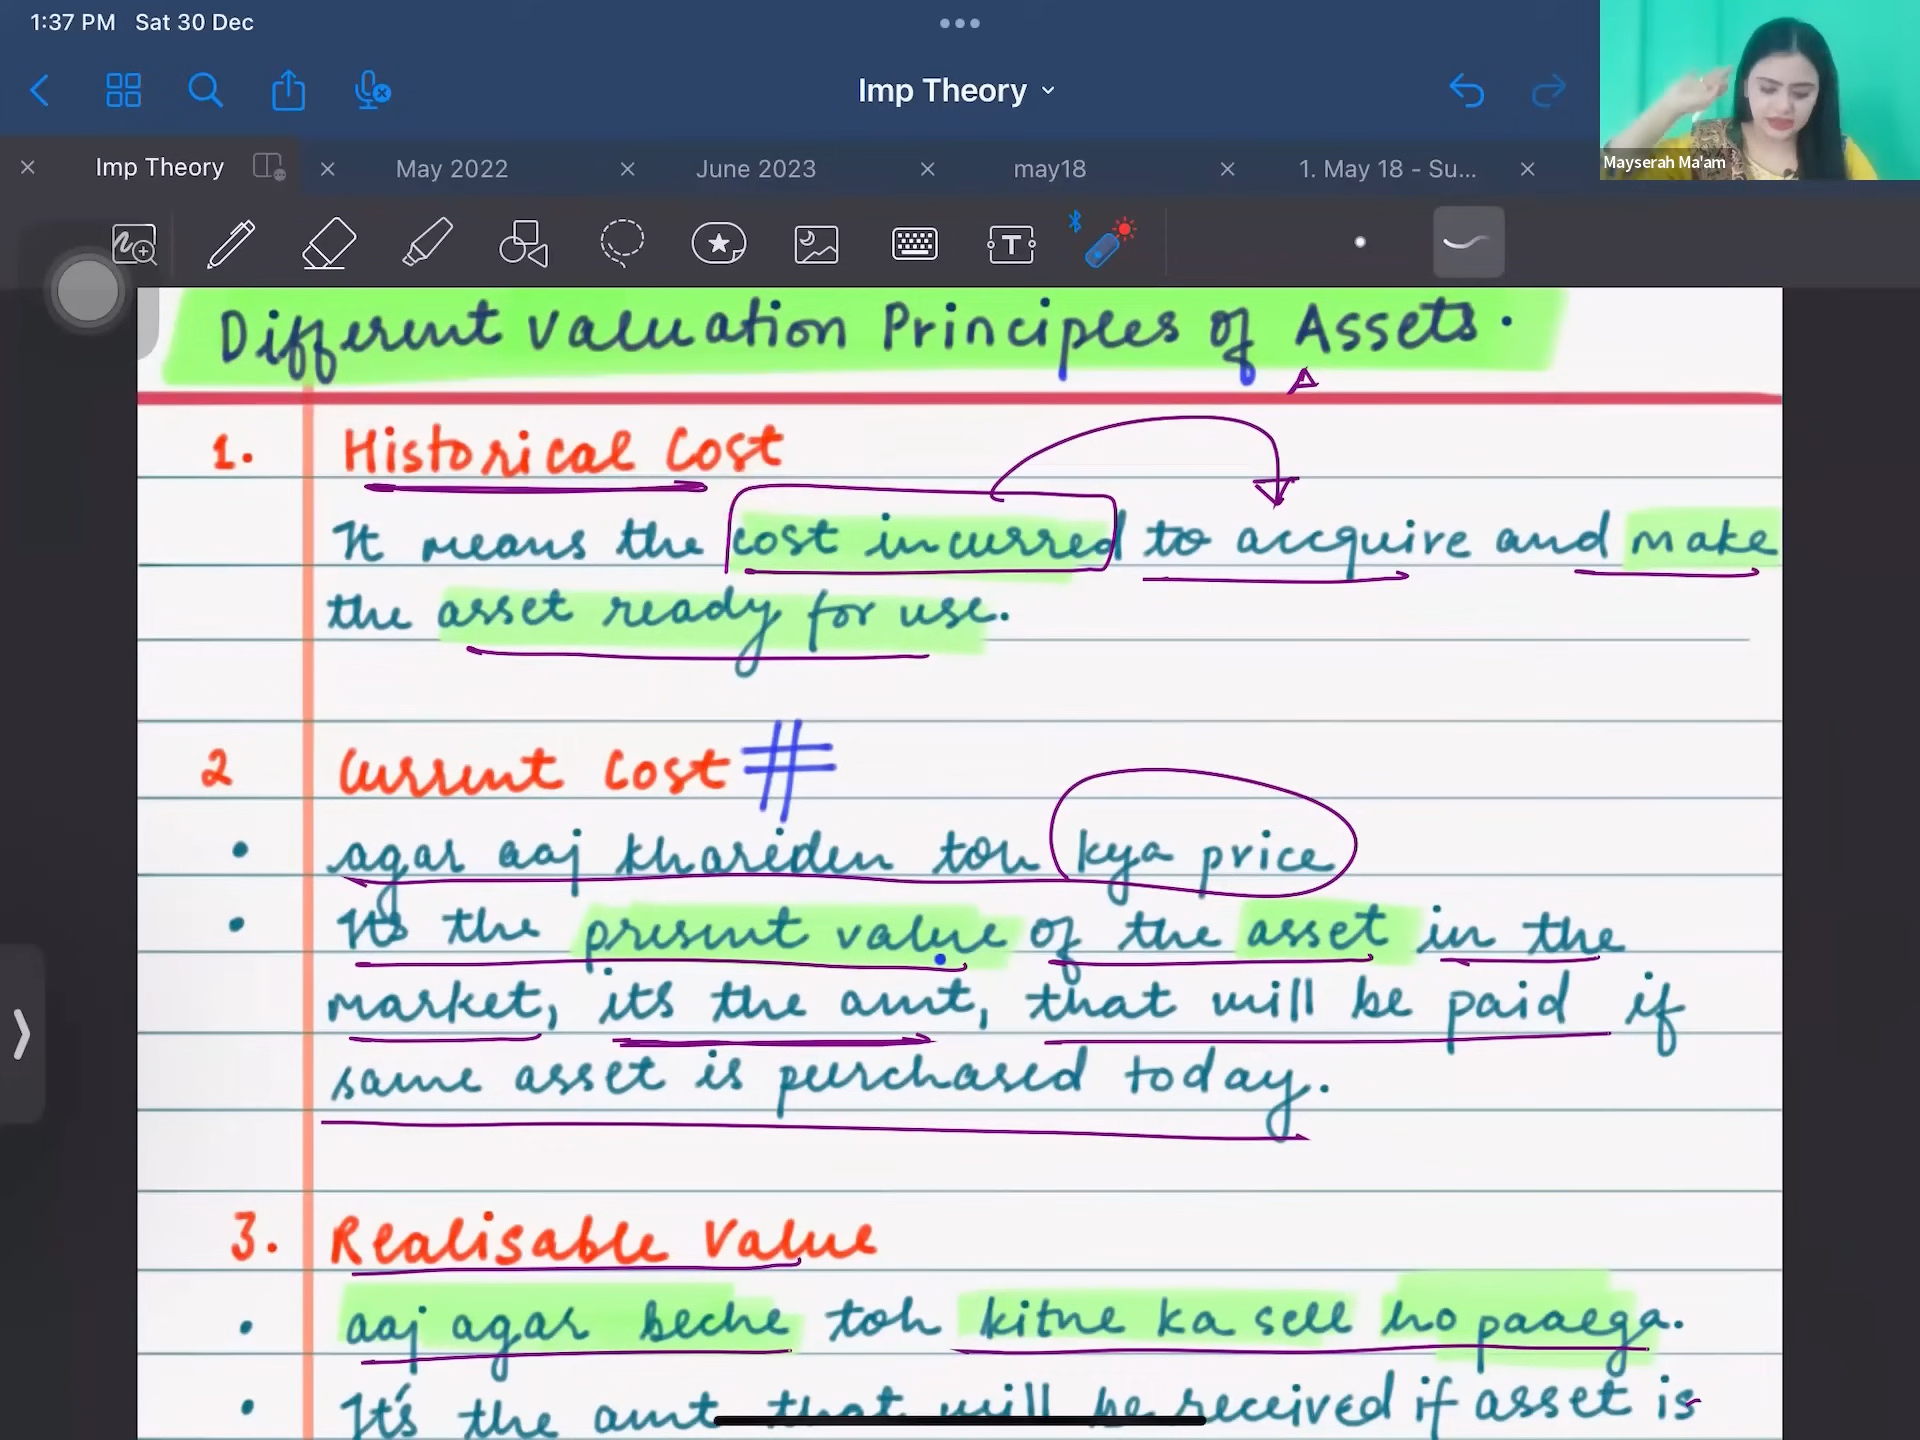 1:37 PM Sat 30 Dec
Imp Theory
Mayserah Ma'am
Imp Theory
May 2022
June 2023
may18
1. May 18 - Su...
T
Different Valuation Principles of Assets.
1. Historical Cost
It means the cost incurred to accquire and make
the asset ready for use.
2 Current Cost #
• agar aaj khareden toh kya price
• Its the present value of the asset in the
market, its the amt, that will be paid if
same asset is purchased today.
3. Realisable Value
• aaj agar beche toh kitne ka sell ho paaega.
• It's the amt that will be received if asset is